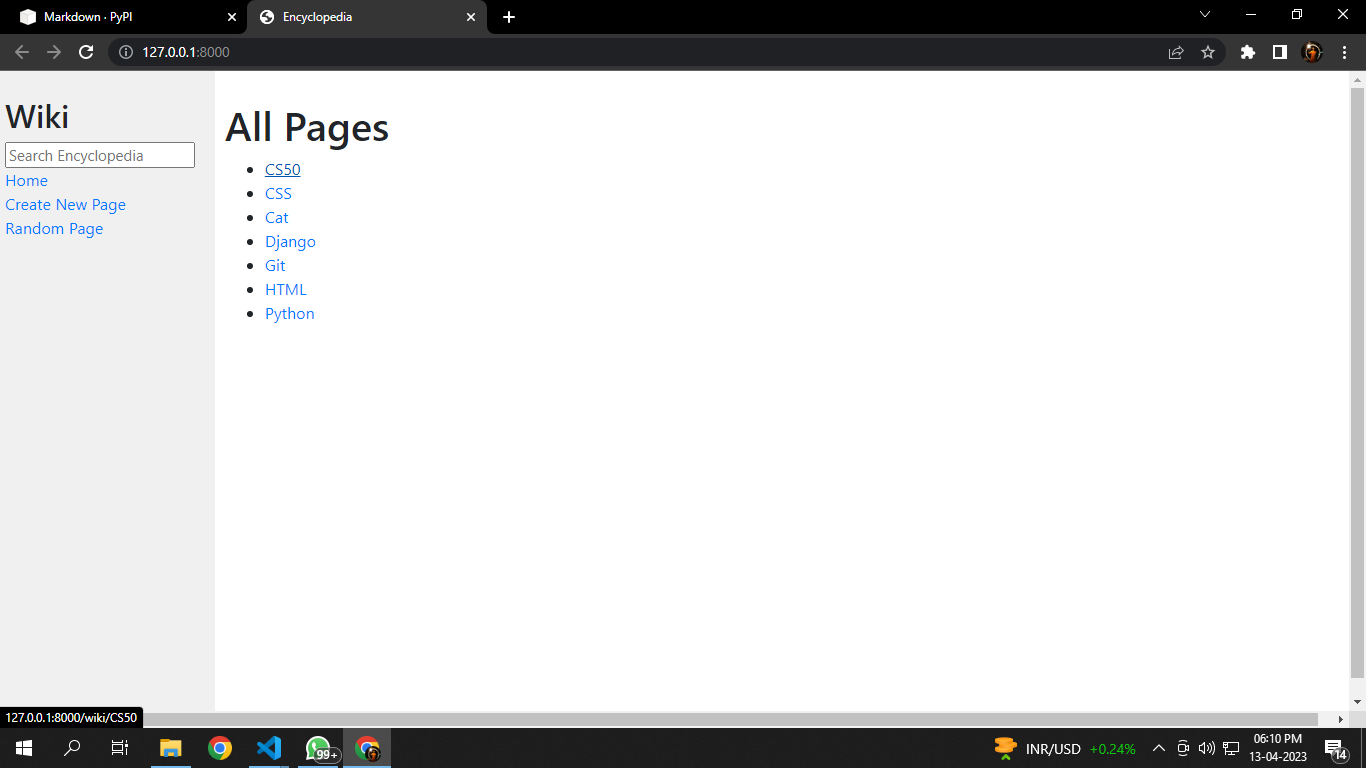 Markdown · PyPI
Encyclopedia
127.0.0.1:8000
Wiki
Search Encyclopedia
Home
Create New Page
Random Page
All Pages
CS50
CSS
Cat
Django
Git
HTML
Python
127.0.0.1:8000/wiki/CS50
99+
INR/USD +0.24%
06:10 PM
13-04-2023
14